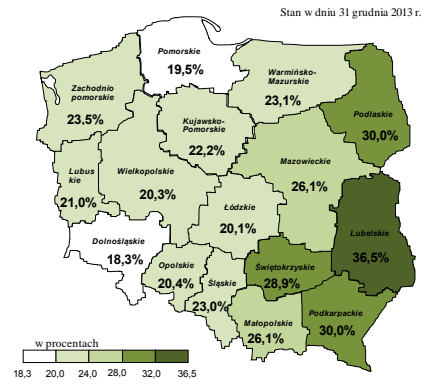 Stan w dniu 31 grudnia 2013 r.
Pomorskie
19,5%
Zachodnio
pomorskie
23,5%
Warmińsko-
Mazurskie
23,1%
Podlaskie
30,0%
Kujawsko-
Pomorskie
22,2%
Mazowieckie
26,1%
Lubus
kie
21,0%
Wielkopolskie
20,3%
Łódzkie
20,1%
Lubelskie
36,5%
Dolnośląskie
18,3%
Opolskie
20,4%
Śląskie
23,0%
Świętokrzyskie
28,9%
Małopolskie
26,1%
Podkarpackie
30,0%
w procentach
18,3 20,0 24,0 28,0 32,0 36,5